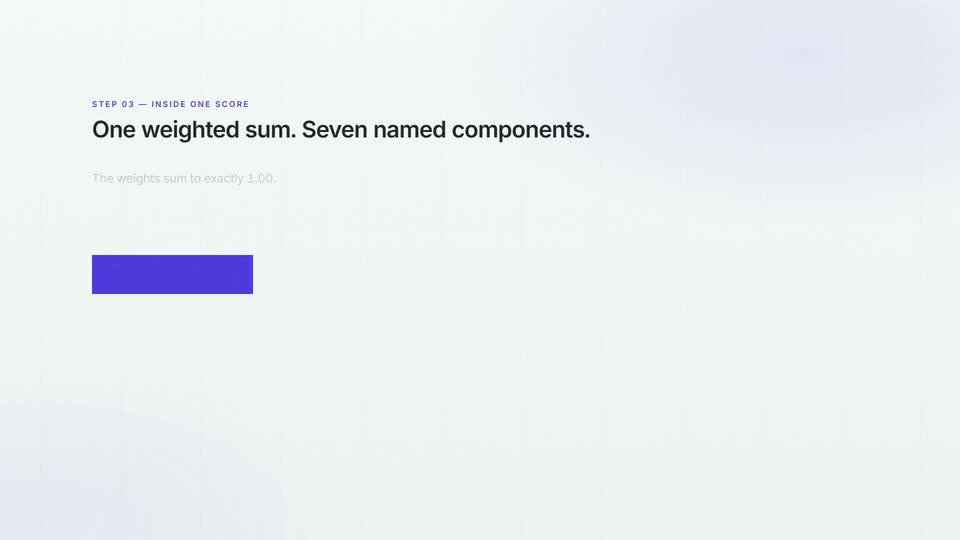 STEP 03 — INSIDE ONE SCORE
One weighted sum. Seven named components.
The weights sum to exactly 1.00.